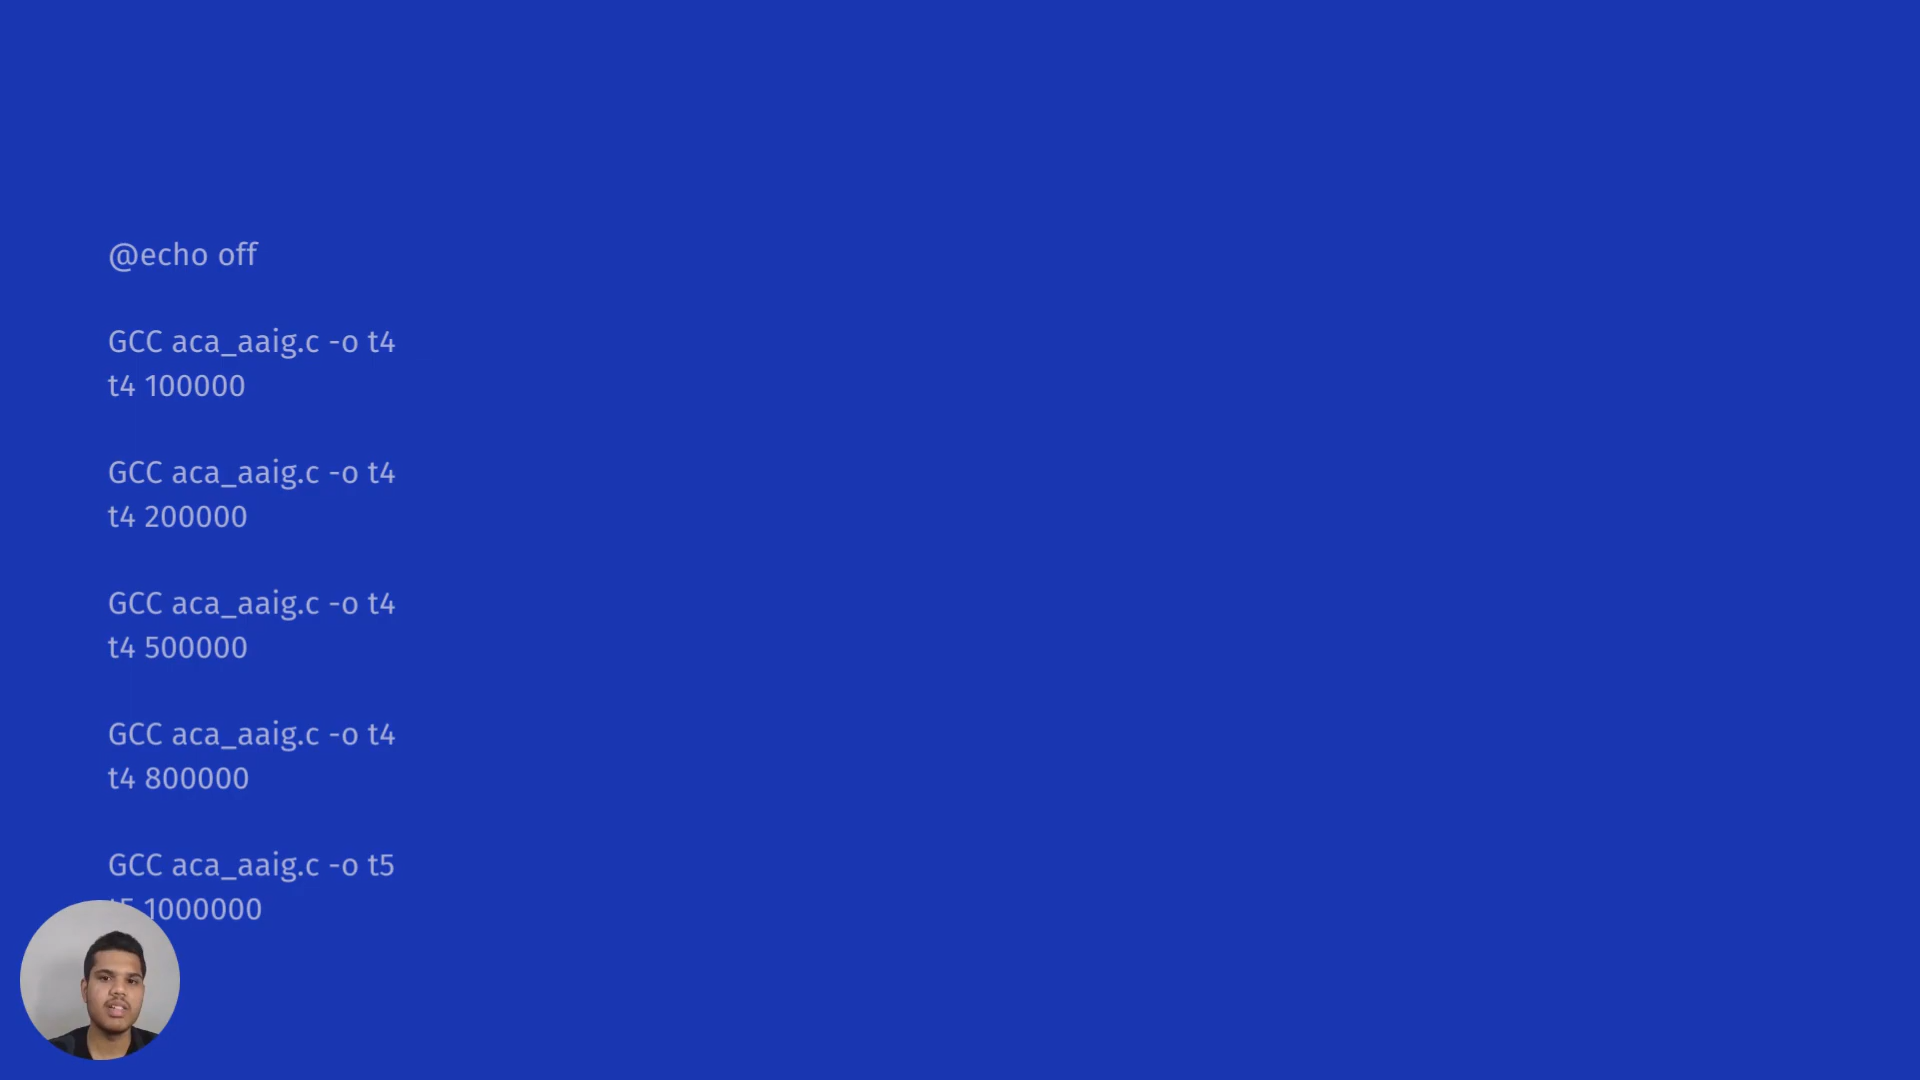 @echo off
GCC aca_aaig.c -o t4
t4 100000
GCC aca_aaig.c -o t4
t4 200000
GCC aca_aaig.c -o t4
t4 500000
GCC aca_aaig.c -o t4
t4 800000
GCC aca_aaig.c -o t5
t5 1000000